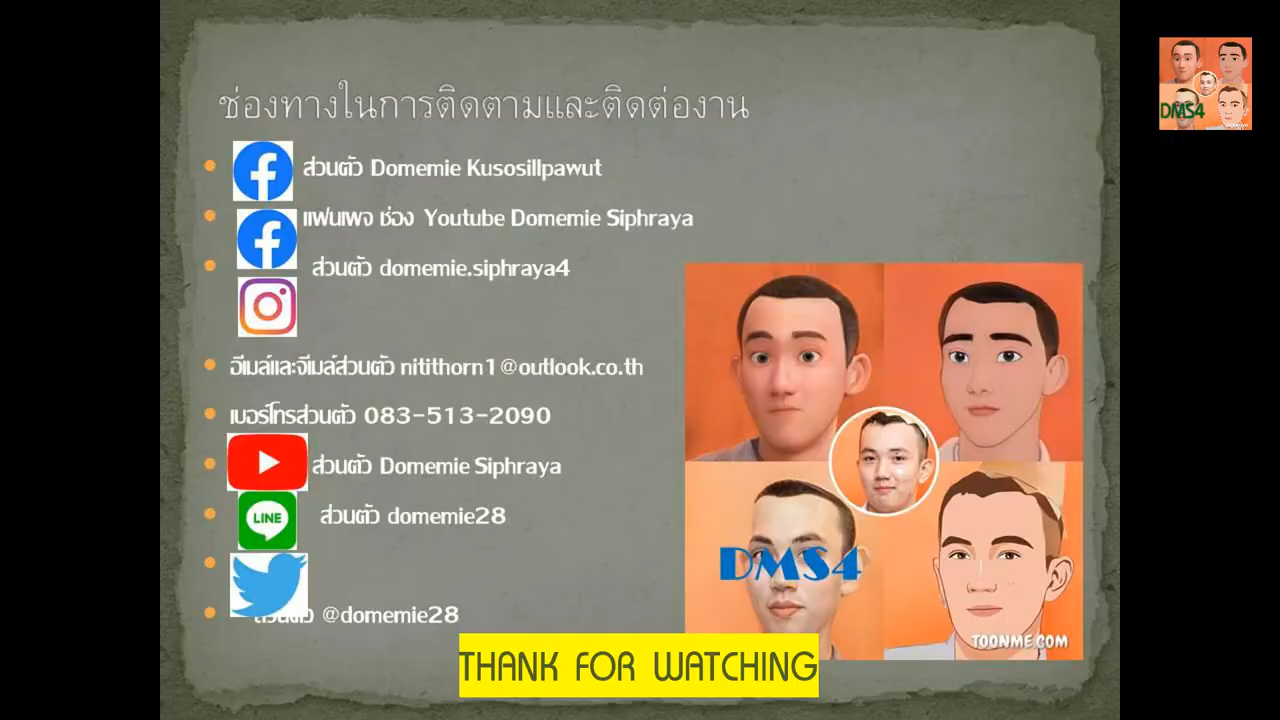 ช่องทางในการติดตามและติดต่องาน
ส่วนตัว Domemie Kusosillpawut
แฟนเพจ ช่อง Youtube Domemie Siphraya
ส่วนตัว domemie.siphraya4
อีเมล์และจีเมล์ส่วนตัว nitithorn1@outlook.co.th
เบอร์โทรส่วนตัว 083-513-2090
ส่วนตัว Domemie Siphraya
LINE ส่วนตัว domemie28
ส่วนตัว @domemie28
DMS4
TOONME.COM
THANK FOR WATCHING
DMS4